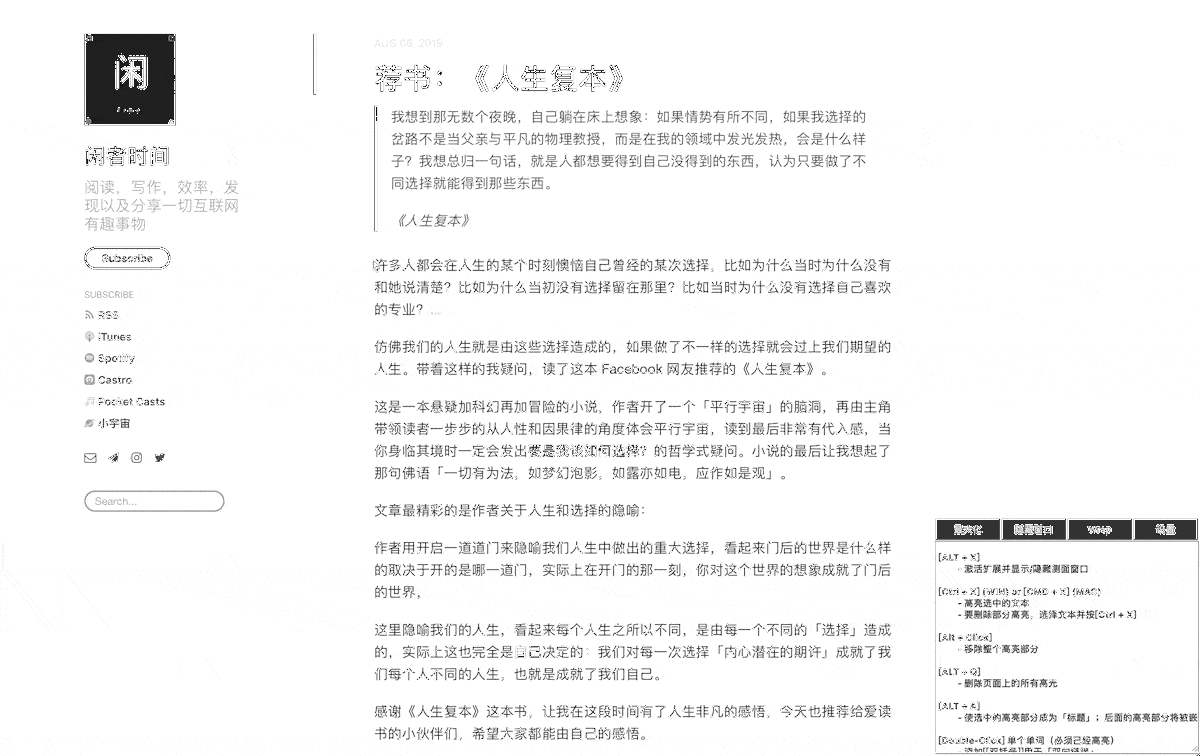 闲
闲者时间
阅读，写作，效率，发
现以及分享一切互联网
有趣事物
Subscribe
SUBSCRIBE
RSS
iTunes
Spotify
Castro
Pocket Casts
小宇宙
Search...
AUG 08, 2019
荐书：《人生复本》
我想到那无数个夜晚，自己躺在床上想象：如果情势有所不同，如果我选择的
岔路不是当父亲与平凡的物理教授，而是在我的领域中发光发热，会是什么样
子？我想总归一句话，就是人都想要得到自己没得到的东西，认为只要做了不
同选择就能得到那些东西。
《人生复本》
许多人都会在人生的某个时刻懊恼自己曾经的某次选择，比如为什么当时为什么没有
和她说清楚？比如为什么当初没有选择留在那里？比如当时为什么没有选择自己喜欢
的专业？...
仿佛我们的人生就是由这些选择造成的，如果做了不一样的选择就会过上我们期望的
人生。带着这样的我疑问，读了这本 Facebook 网友推荐的《人生复本》。
这是一本悬疑加科幻再加冒险的小说，作者开了一个「平行宇宙」的脑洞，再由主角
带领读者一步步的从人性和因果律的角度体会平行宇宙，读到最后非常有代入感，当
你身临其境时一定会发出要是我该如何选择？的哲学式疑问。小说的最后让我想起了
那句佛语「一切有为法，如梦幻泡影，如露亦如电，应作如是观」。
文章最精彩的是作者关于人生和选择的隐喻：
作者用开启一道道门来隐喻我们人生中做出的重大选择，看起来门后的世界是什么样
的取决于开的是哪一道门，实际上在开门的那一刻，你对这个世界的想象成就了门后
的世界，
这里隐喻我们的人生，看起来每个人生之所以不同，是由每一个不同的「选择」造成
的，实际上这也完全是自己决定的：我们对每一次选择「内心潜在的期许」成就了我
们每个人不同的人生，也就是成就了我们自己。
感谢《人生复本》这本书，让我在这段时间有了人生非凡的感悟，今天也推荐给爱读
书的小伙伴们，希望大家都能由自己的感悟。
[ALT + X]
- 激活扩展并显示/隐藏侧面窗口
[Ctrl + X] (WIN) or [CMD + X] (MAC)
- 高亮选中的文本
- 要删除部分高亮，选择文本并按[Ctrl + X]
[Alt + Click]
- 移除整个高亮部分
[ALT + Q]
- 删除页面上的所有高光
[ALT + A]
- 使选中的高亮部分成为「标题」；后面的高亮部分将被嵌
[Double-Click] 单个单词（必须已经高亮）